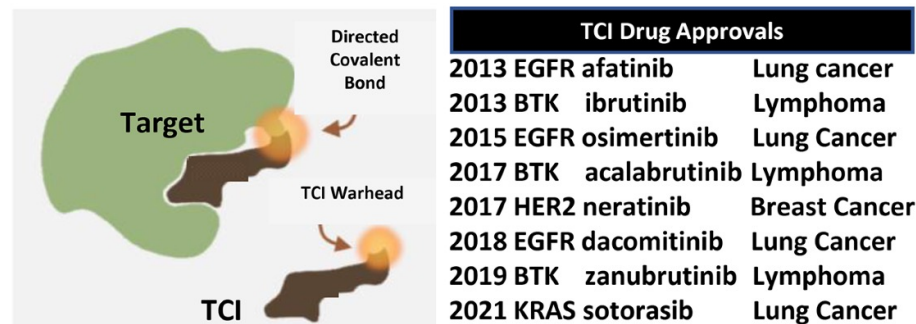 Directed
Covalent
Bond
Target
TCI Warhead
TCI
TCI Drug Approvals
2013 EGFR afatinib Lung cancer
2013 BTK ibrutinib Lymphoma
2015 EGFR osimertinib Lung Cancer
2017 BTK acalabrutinib Lymphoma
2017 HER2 neratinib Breast Cancer
2018 EGFR dacomitinib Lung Cancer
2019 BTK zanubrutinib Lymphoma
2021 KRAS sotorasib Lung Cancer